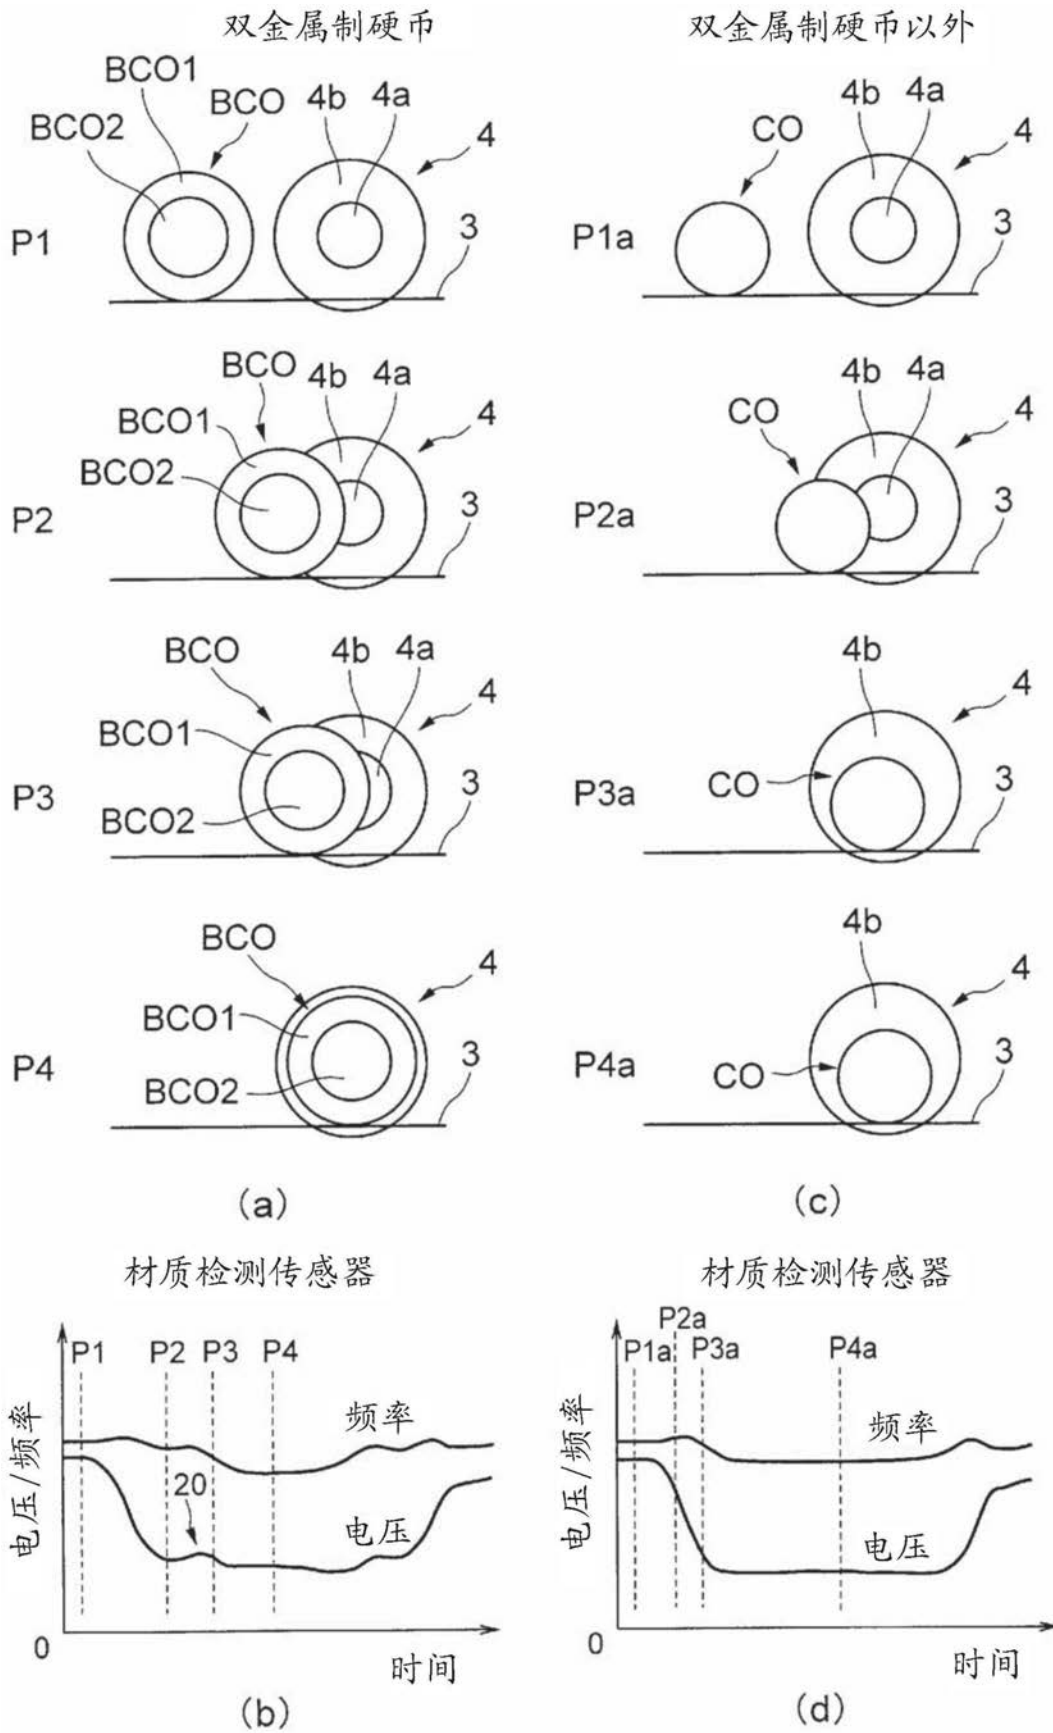 双金属制硬币
BCO1
BCO
4b
4a
BCO2
4
P1
3
BCO
4b
4a
BCO1
4
BCO2
P2
3
BCO
4b
4a
4
BCO1
P3
3
BCO2
BCO
4
BCO1
P4
3
BCO2
(a)
材质检测传感器
P1
P2
P3
P4
频率
20
电压
电压/频率
0
时间
(b)
双金属制硬币以外
4b
4a
CO
4
P1a
3
4b
4a
CO
4
P2a
3
4b
4
CO
P3a
3
4b
4
P4a
3
CO
(c)
材质检测传感器
P2a
P1a
P3a
P4a
频率
电压
电压/频率
0
时间
(d)